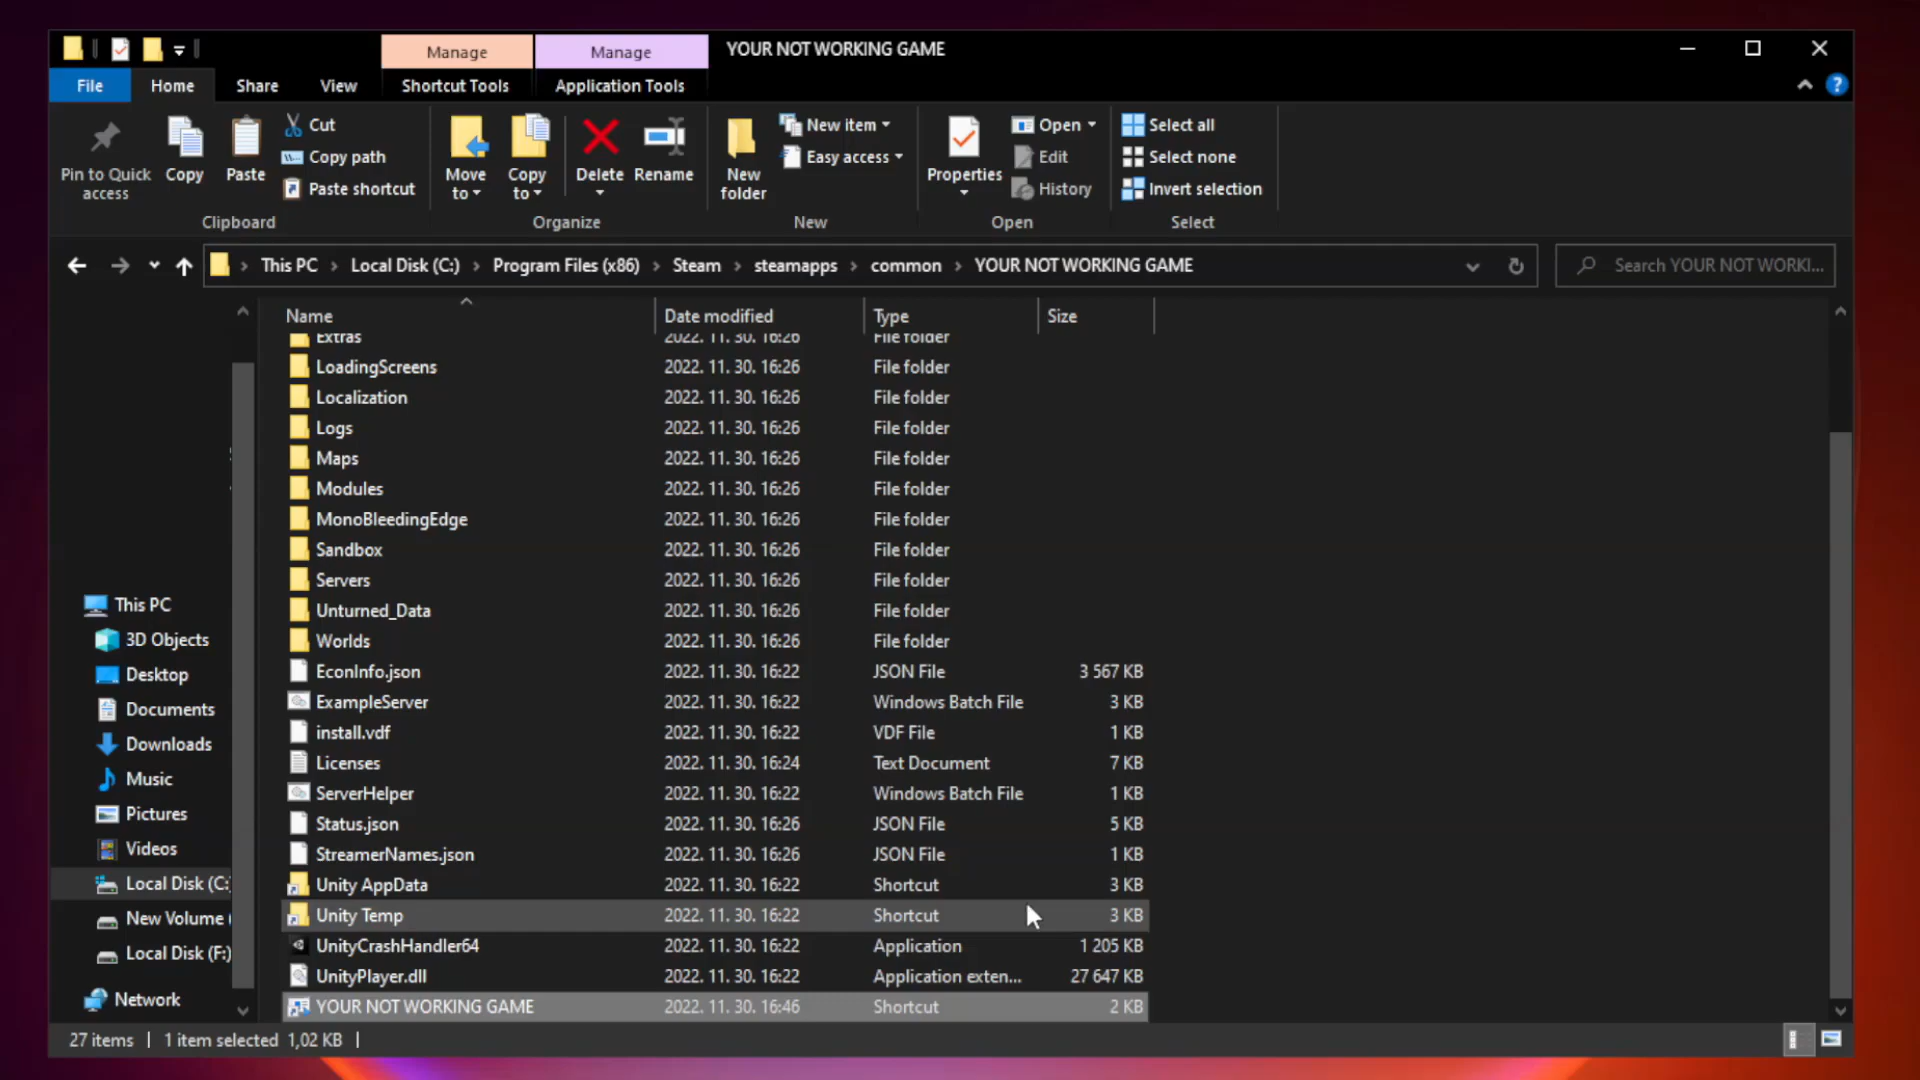 Manage Manage YOUR NOT WORKING GAME
File Home Share View Shortcut Tools Application Tools
Pin to Quick access
Copy
Paste
Cut
Copy path
Paste shortcut
Clipboard
Move to
Copy to
Delete
Rename
Organize
New folder
New item
Easy access
New
Properties
Open
Edit
History
Open
Select all
Select none
Invert selection
Select
This PC > Local Disk (C:) > Program Files (x86) > Steam > steamapps > common > YOUR NOT WORKING GAME
Search YOUR NOT WORKI...
Name Date modified Type Size
Extras 2022. 11. 30. 16:26 File folder
LoadingScreens 2022. 11. 30. 16:26 File folder
Localization 2022. 11. 30. 16:26 File folder
Logs 2022. 11. 30. 16:26 File folder
Maps 2022. 11. 30. 16:26 File folder
Modules 2022. 11. 30. 16:26 File folder
MonoBleedingEdge 2022. 11. 30. 16:26 File folder
Sandbox 2022. 11. 30. 16:26 File folder
Servers 2022. 11. 30. 16:26 File folder
Unturned_Data 2022. 11. 30. 16:26 File folder
Worlds 2022. 11. 30. 16:26 File folder
EconInfo.json 2022. 11. 30. 16:22 JSON File 3 567 KB
ExampleServer 2022. 11. 30. 16:22 Windows Batch File 3 KB
install.vdf 2022. 11. 30. 16:22 VDF File 1 KB
Licenses 2022. 11. 30. 16:24 Text Document 7 KB
ServerHelper 2022. 11. 30. 16:22 Windows Batch File 1 KB
Status.json 2022. 11. 30. 16:26 JSON File 5 KB
StreamerNames.json 2022. 11. 30. 16:26 JSON File 1 KB
Unity AppData 2022. 11. 30. 16:22 Shortcut 3 KB
Unity Temp 2022. 11. 30. 16:22 Shortcut 3 KB
UnityCrashHandler64 2022. 11. 30. 16:22 Application 1 205 KB
UnityPlayer.dll 2022. 11. 30. 16:22 Application exten... 27 647 KB
YOUR NOT WORKING GAME 2022. 11. 30. 16:46 Shortcut 2 KB
This PC
3D Objects
Desktop
Documents
Downloads
Music
Pictures
Videos
Local Disk (C:
New Volume (
Local Disk (F:)
Network
27 items | 1 item selected 1,02 KB |